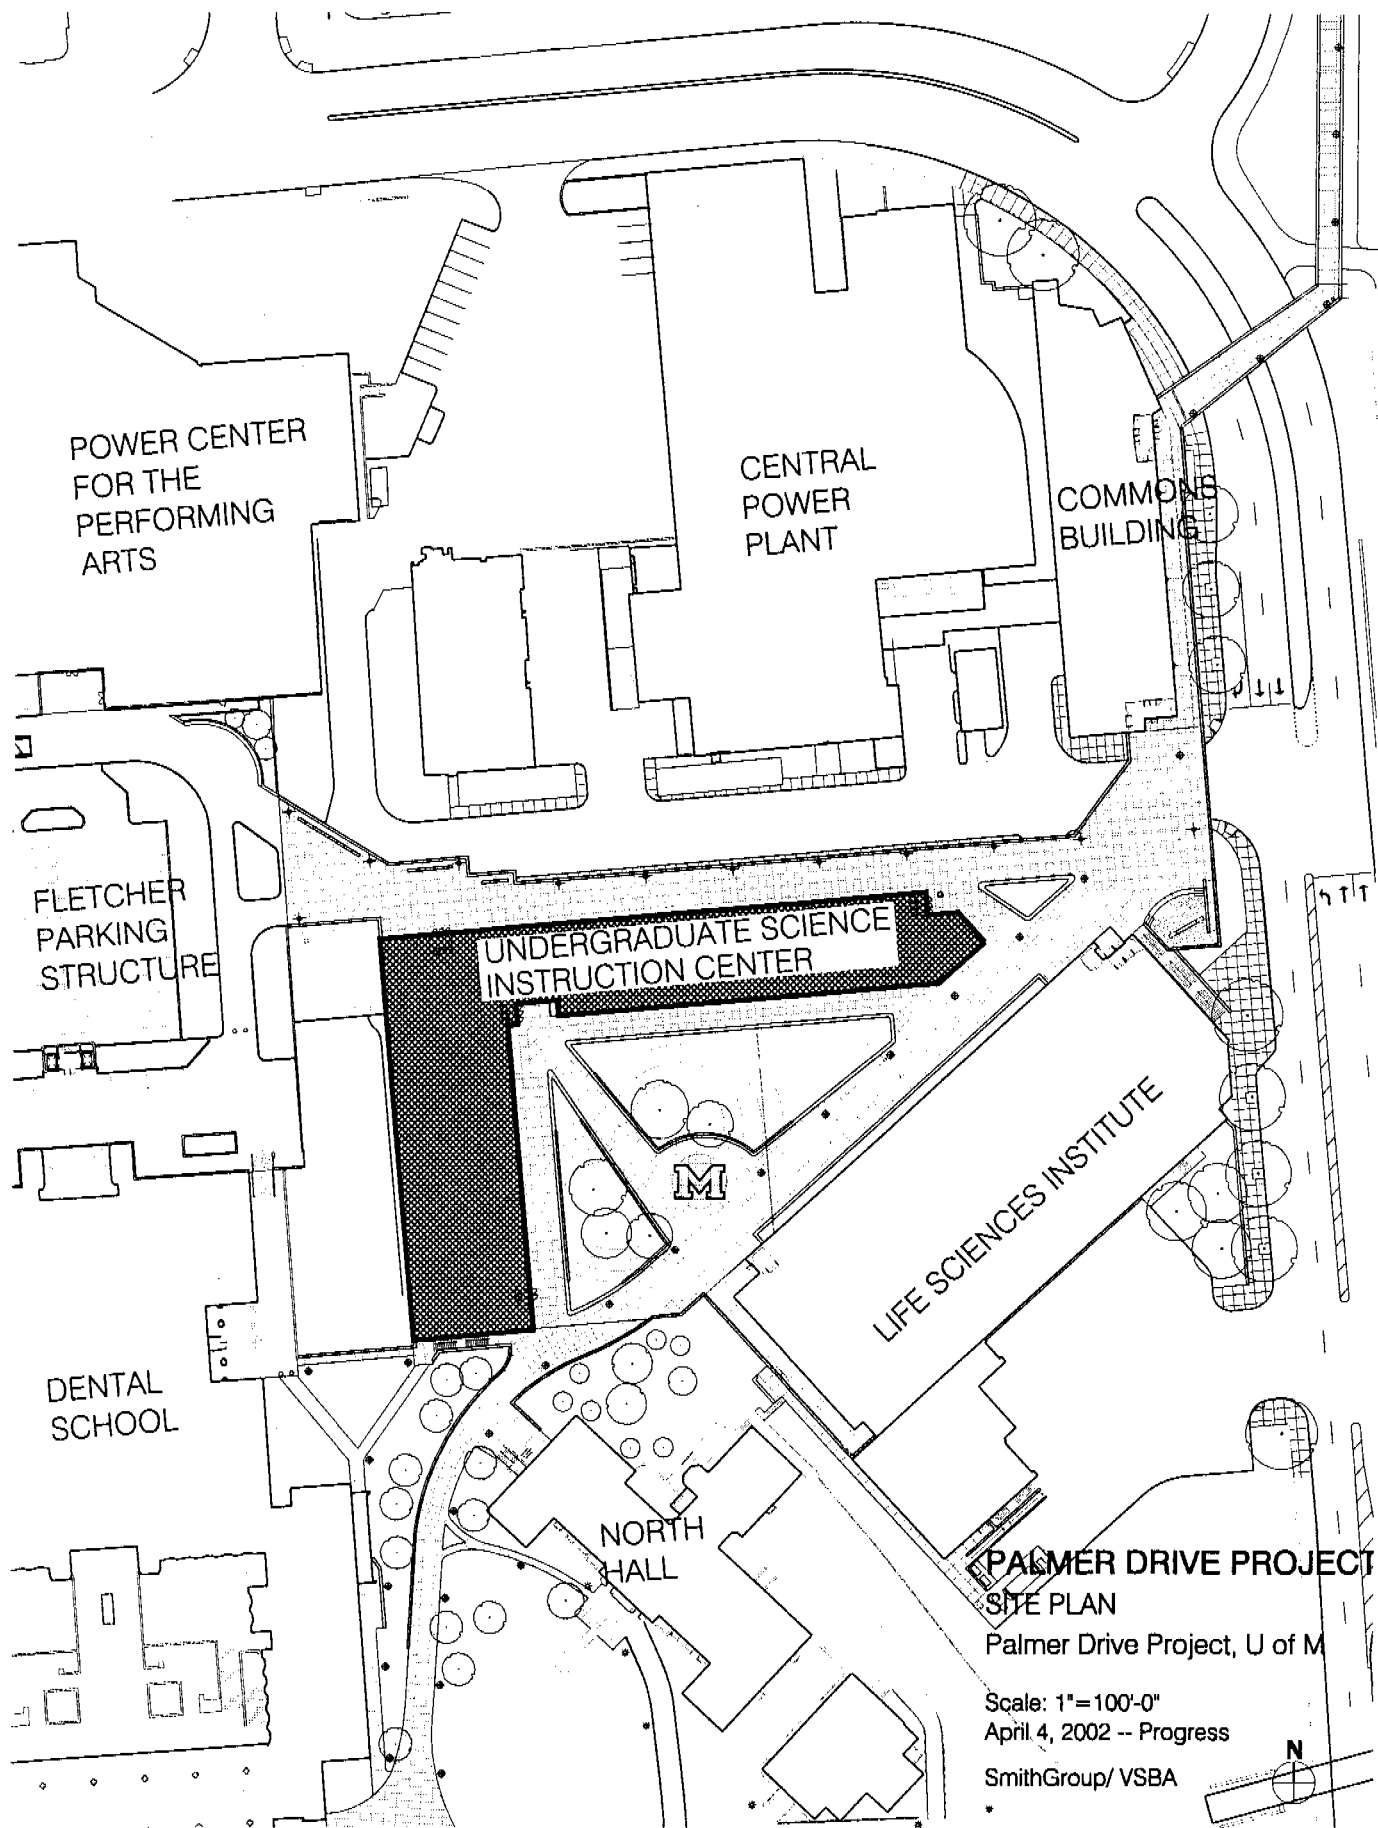 POWER CENTER
FOR THE
PERFORMING
ARTS
CENTRAL
POWER
PLANT
COMMONS
BUILDING
FLETCHER
PARKING
STRUCTURE
UNDERGRADUATE SCIENCE
INSTRUCTION CENTER
M
LIFE SCIENCES INSTITUTE
DENTAL
SCHOOL
NORTH
HALL
PALMER DRIVE PROJECT
SITE PLAN
Palmer Drive Project, U of M
Scale: 1"=100'-0"
April 4, 2002 -- Progress
SmithGroup/ VSBA
N